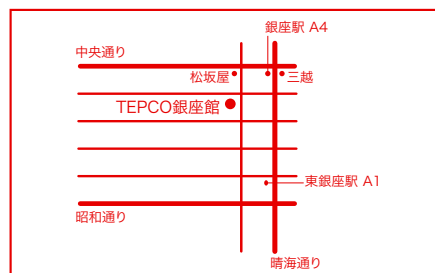 銀座駅 A4
中央通り
松坂屋
三越
TEPCO銀座館
東銀座駅 A1
昭和通り
晴海通り